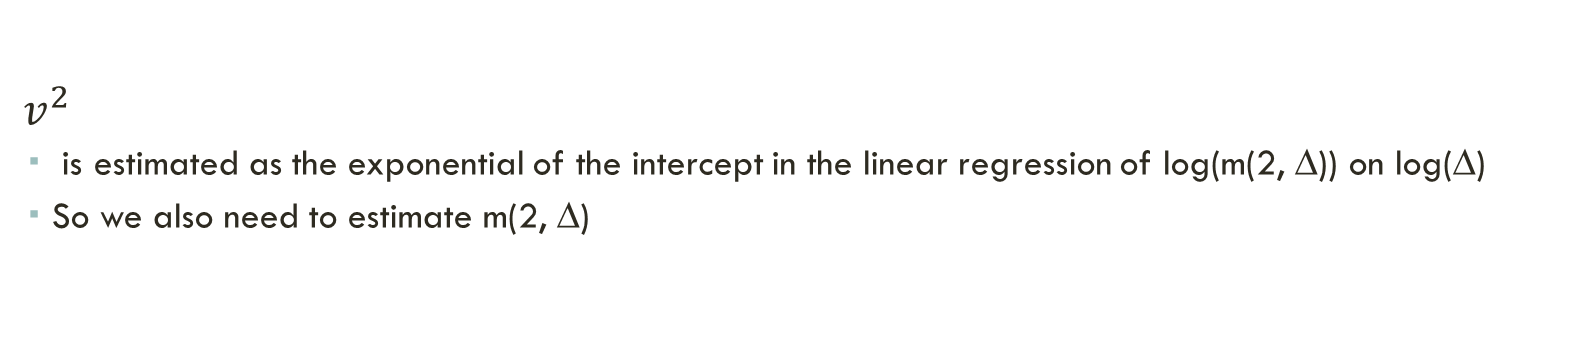 v²
▪ is estimated as the exponential of the intercept in the linear regression of log(m(2, Δ)) on log(Δ)
▪ So we also need to estimate m(2, Δ)